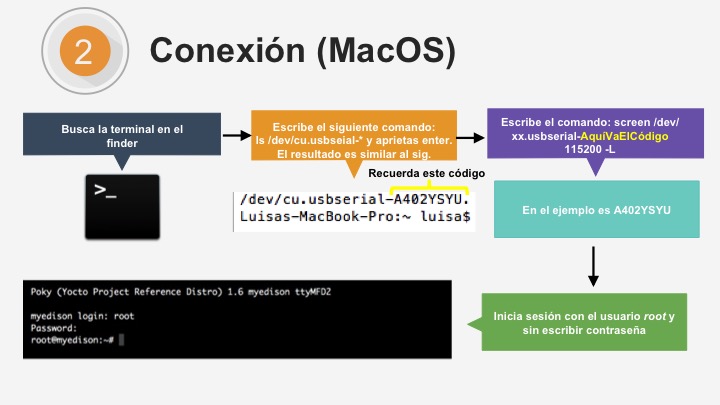 2
Conexión (MacOS)
Busca la terminal en el
finder
Escribe el siguiente comando:
ls /dev/cu.usbseial-* y aprietas enter.
El resultado es similar al sig.
Escribe el comando: screen /dev/
xx.usbserial-AquíVaElCódigo
115200 -L
>_
Recuerda este código
/dev/cu.usbserial-A402YSYU.
Luisas-MacBook-Pro:~ luisa$
En el ejemplo es A402YSYU
Poky (Yocto Project Reference Distro) 1.6 myedison ttyMFD2
myedison login: root
Password:
root@myedison:~#
Inicia sesión con el usuario root y
sin escribir contraseña